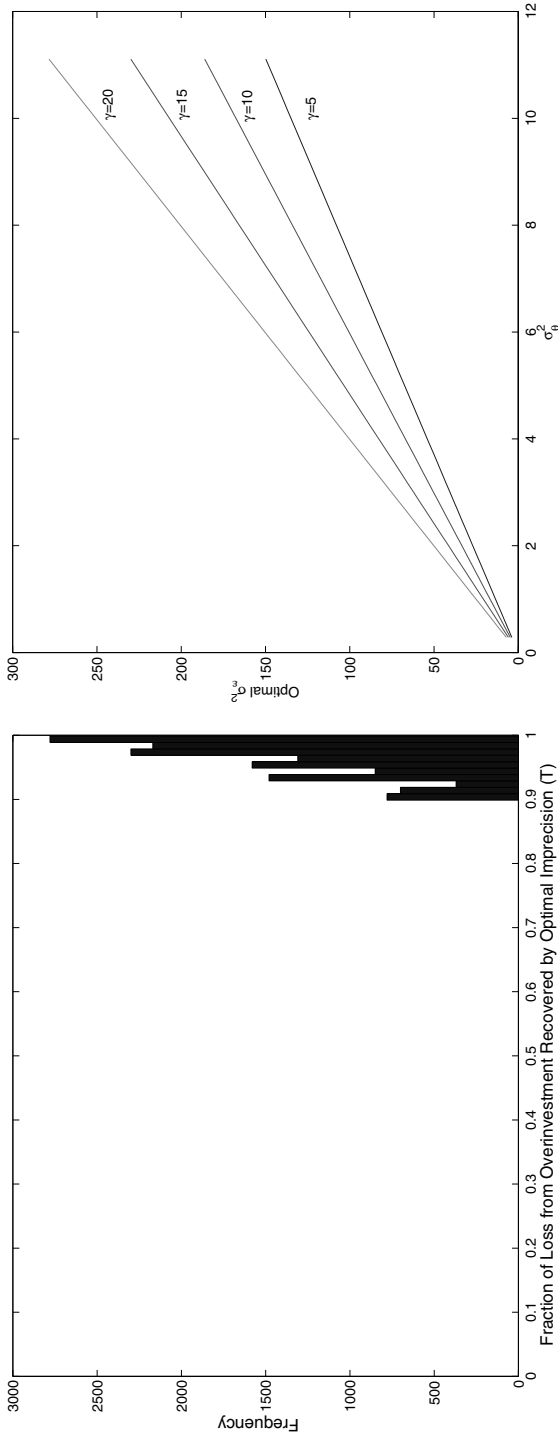 3000
2500
2000
1500
1000
500
0
Frequency
0 0.1 0.2 0.3 0.4 0.5 0.6 0.7 0.8 0.9 1
Fraction of Loss from Overinvestment Recovered by Optimal Imprecision (T)
300
250
200
150
100
50
0
Optimal σ²ε
γ=20
γ=15
γ=10
γ=5
0 2 4 6 8 10 12
σ²θ